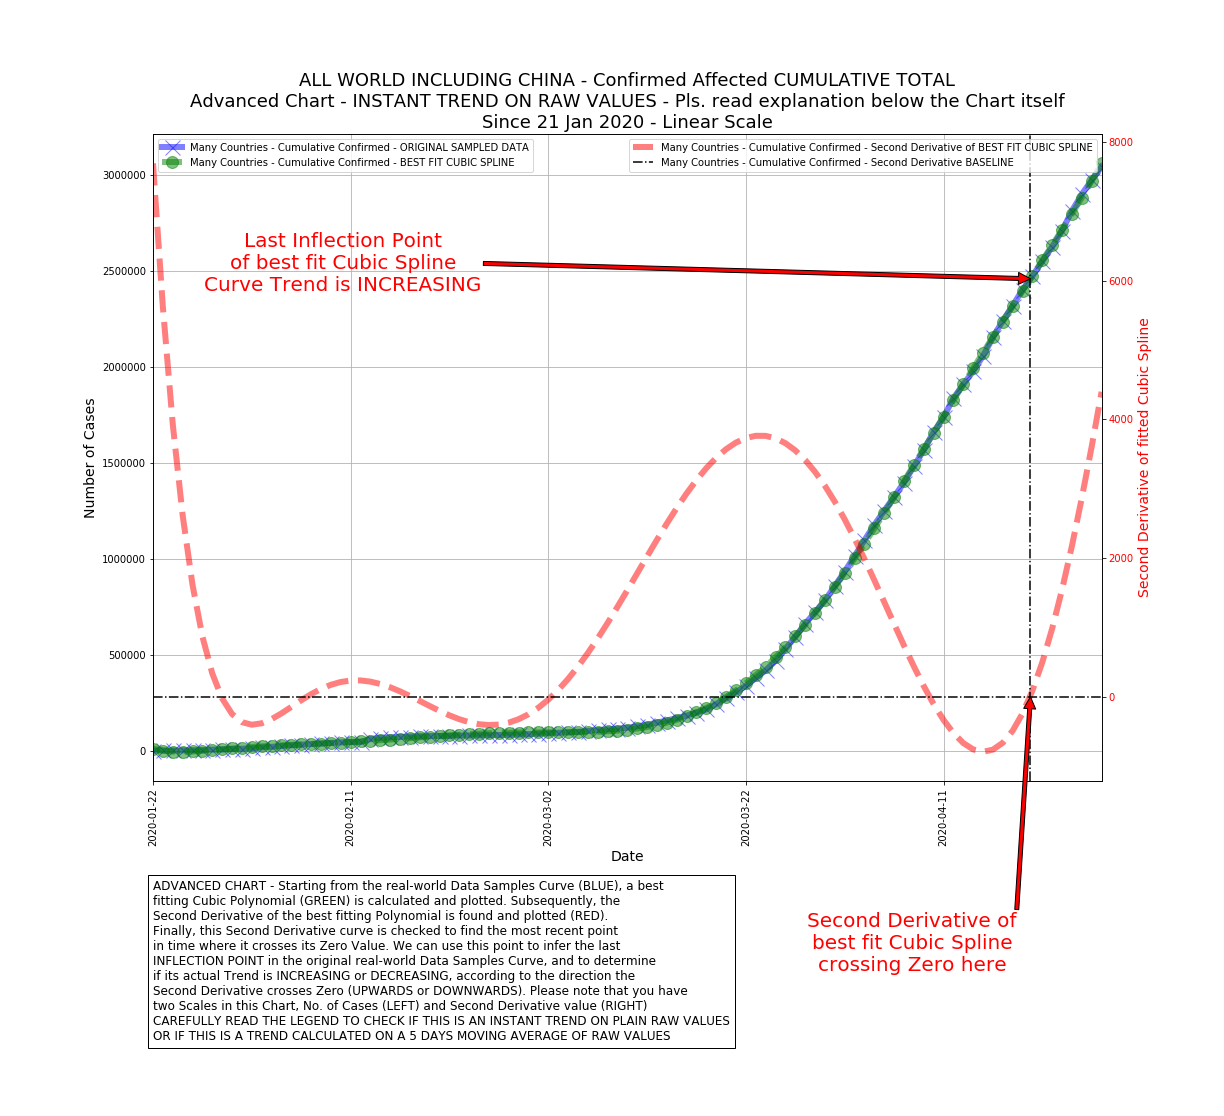 ALL WORLD INCLUDING CHINA - Confirmed Affected CUMULATIVE TOTAL
Advanced Chart - INSTANT TREND ON RAW VALUES - Pls. read explanation below the Chart itself
Since 21 Jan 2020 - Linear Scale
Many Countries - Cumulative Confirmed - ORIGINAL SAMPLED DATA
Many Countries - Cumulative Confirmed - BEST FIT CUBIC SPLINE
Many Countries - Cumulative Confirmed - Second Derivative of BEST FIT CUBIC SPLINE
Many Countries - Cumulative Confirmed - Second Derivative BASELINE
Last Inflection Point
of best fit Cubic Spline
Curve Trend is INCREASING
Number of Cases
3000000
2500000
2000000
1500000
1000000
500000
0
8000
6000
4000
2000
0
Second Derivative of fitted Cubic Spline
2020-01-22
2020-02-11
2020-03-02
2020-03-22
2020-04-11
Date
ADVANCED CHART - Starting from the real-world Data Samples Curve (BLUE), a best
fitting Cubic Polynomial (GREEN) is calculated and plotted. Subsequently, the
Second Derivative of the best fitting Polynomial is found and plotted (RED).
Finally, this Second Derivative curve is checked to find the most recent point
in time where it crosses its Zero Value. We can use this point to infer the last
INFLECTION POINT in the original real-world Data Samples Curve, and to determine
if its actual Trend is INCREASING or DECREASING, according to the direction the
Second Derivative crosses Zero (UPWARDS or DOWNWARDS). Please note that you have
two Scales in this Chart, No. of Cases (LEFT) and Second Derivative value (RIGHT)
CAREFULLY READ THE LEGEND TO CHECK IF THIS IS AN INSTANT TREND ON PLAIN RAW VALUES
OR IF THIS IS A TREND CALCULATED ON A 5 DAYS MOVING AVERAGE OF RAW VALUES
Second Derivative of
best fit Cubic Spline
crossing Zero here